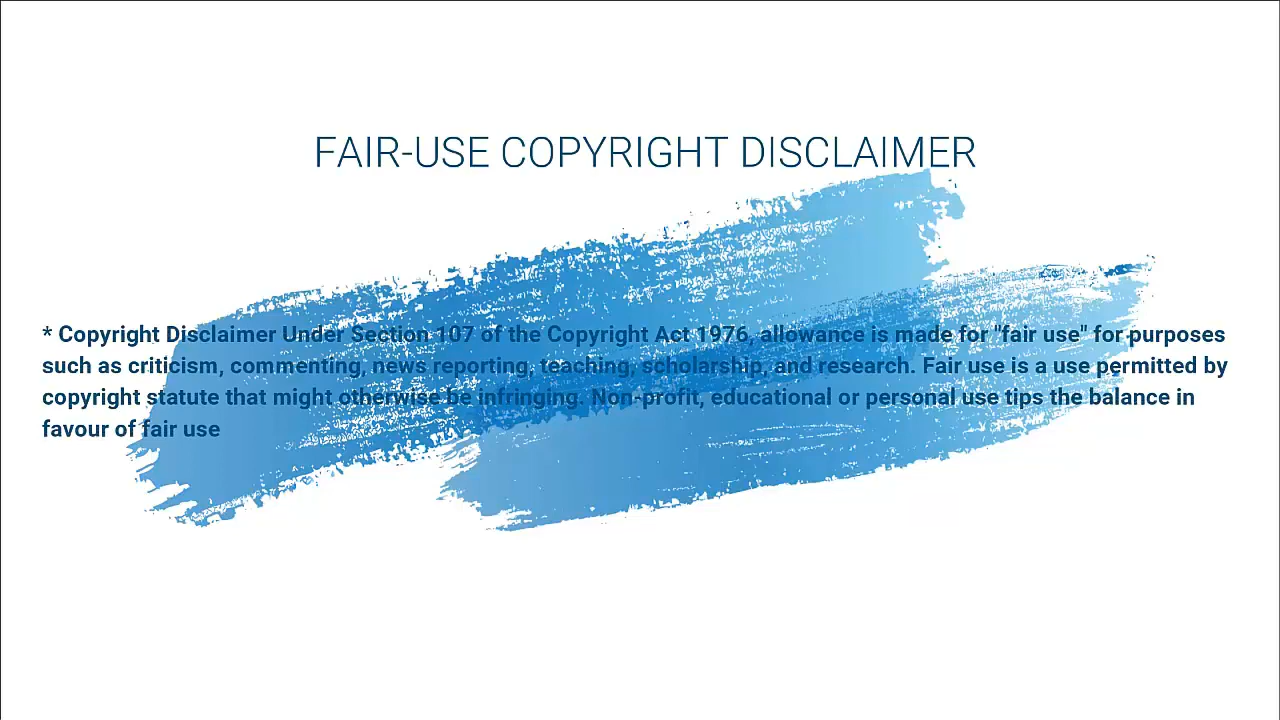 FAIR-USE COPYRIGHT DISCLAIMER
* Copyright Disclaimer Under Section 107 of the Copyright Act 1976, allowance is made for "fair use" for purposes
such as criticism, commenting, news reporting, teaching, scholarship, and research. Fair use is a use permitted by
copyright statute that might otherwise be infringing. Non-profit, educational or personal use tips the balance in
favour of fair use